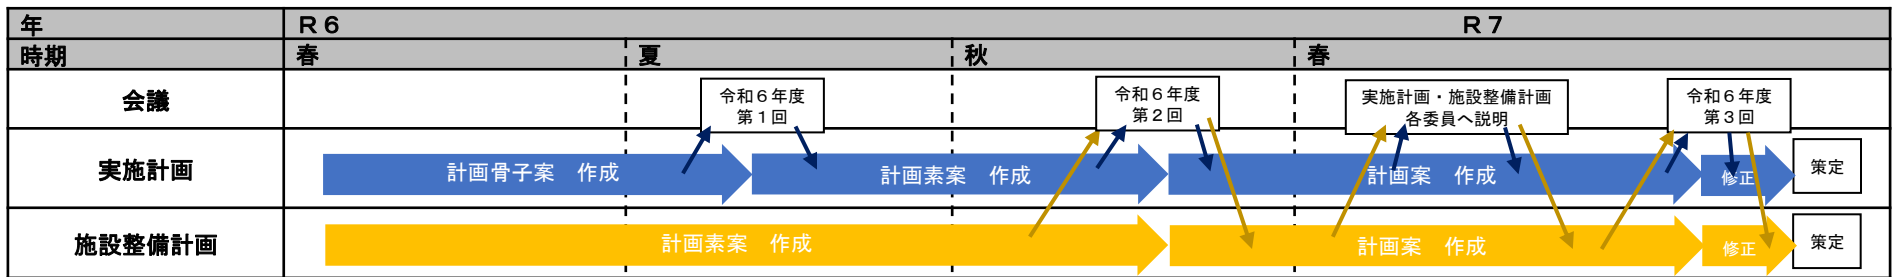 年 R6 R7
時期 春 夏 秋 春
会議
令和6年度
第1回
令和6年度
第2回
実施計画・施設整備計画
各委員へ説明
令和6年度
第3回
実施計画 計画骨子案 作成 計画素案 作成 計画案 作成 修正 策定
施設整備計画 計画素案 作成 計画案 作成 修正 策定